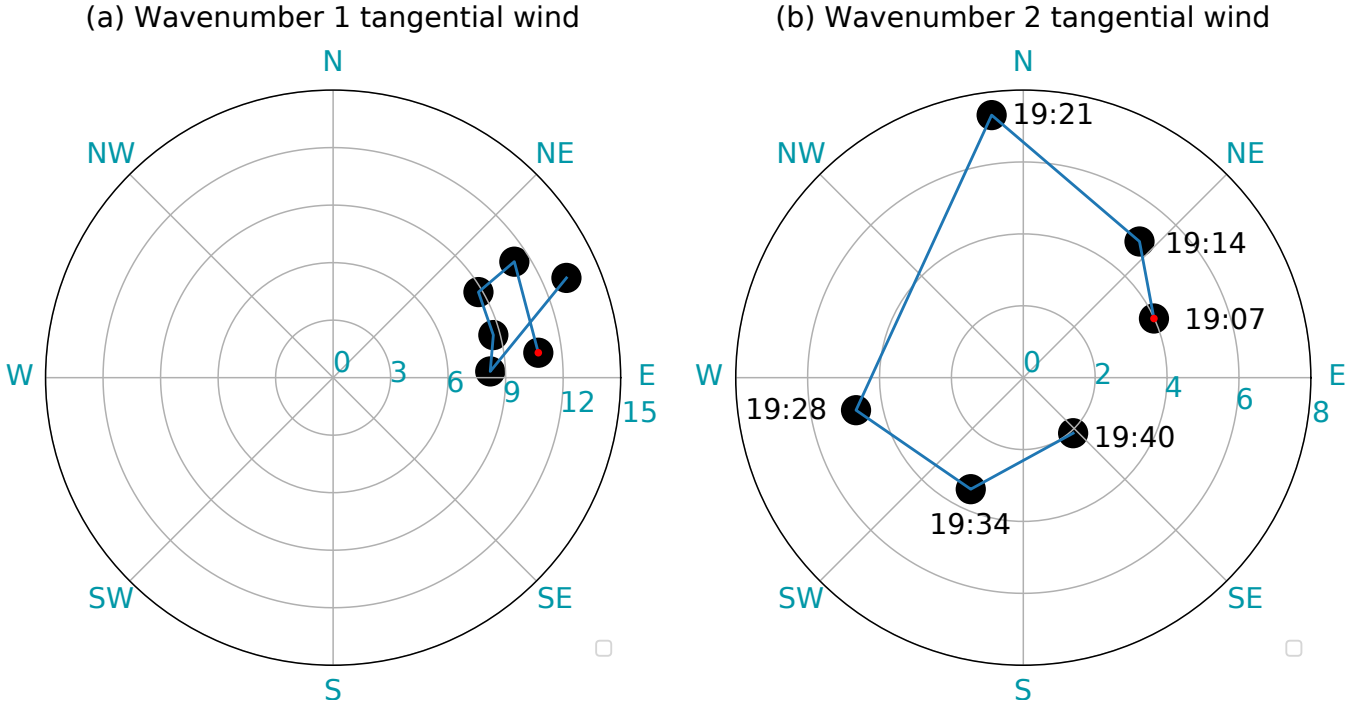 (a) Wavenumber 1 tangential wind
N
NW
NE
W
0
3
6
9
12
15
E
SW
SE
S
(b) Wavenumber 2 tangential wind
N
19:21
NW
NE
19:14
19:07
W
0
2
4
6
8
E
19:28
19:40
19:34
SW
SE
S